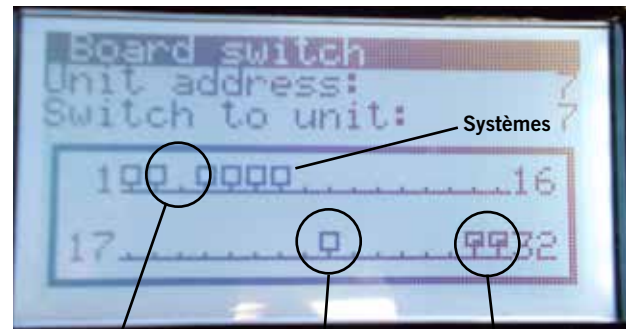 Board switch
Unit address: 7
Switch to unit: 7
Systèmes
1 16
17 32